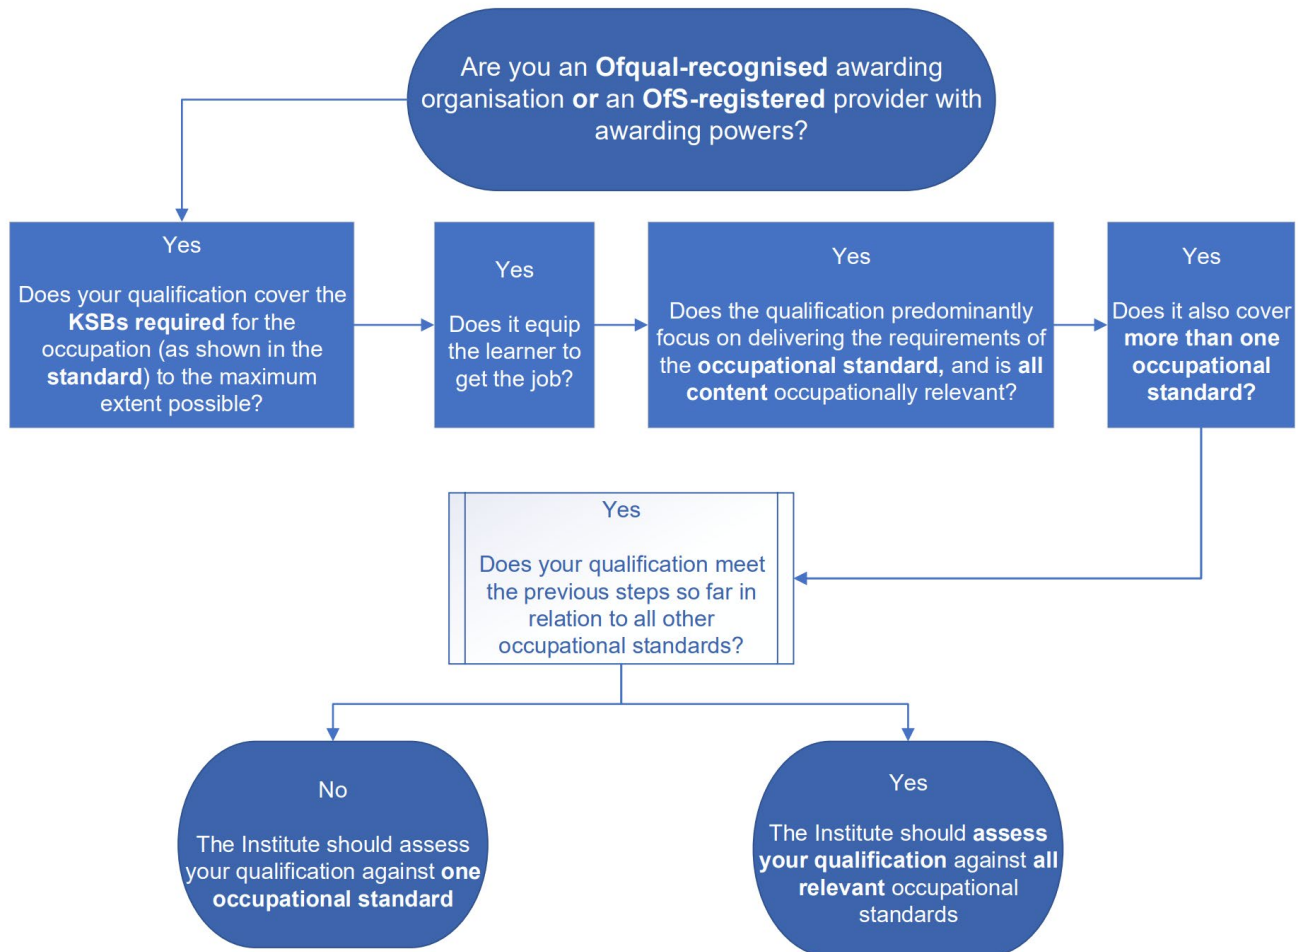 Are you an Ofqual-recognised awarding
organisation or an OfS-registered provider with
awarding powers?
Yes
Does your qualification cover the
KSBs required for the
occupation (as shown in the
standard) to the maximum
extent possible?
Yes
Does it equip
the learner to
get the job?
Yes
Does the qualification predominantly
focus on delivering the requirements of
the occupational standard, and is all
content occupationally relevant?
Yes
Does it also cover
more than one
occupational
standard?
Yes
Does your qualification meet
the previous steps so far in
relation to all other
occupational standards?
No
The Institute should assess
your qualification against one
occupational standard
Yes
The Institute should assess
your qualification against all
relevant occupational
standards